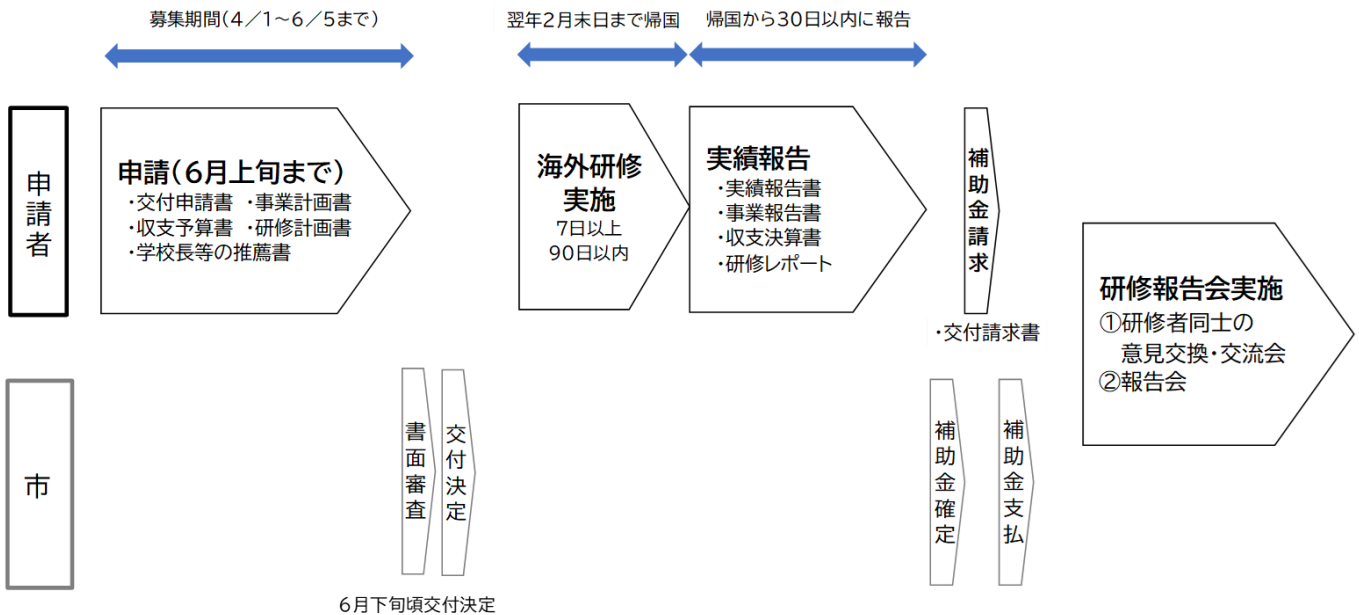 募集期間(4/1~6/5まで)
翌年2月末日まで帰国
帰国から30日以内に報告
申請者
申請(6月上旬まで)
・交付申請書 ・事業計画書
・収支予算書 ・研修計画書
・学校長等の推薦書
海外研修
実施
7日以上
90日以内
実績報告
・実績報告書
・事業報告書
・収支決算書
・研修レポート
補助金請求
・交付請求書
研修報告会実施
①研修者同士の
意見交換・交流会
②報告会
市
書面審査
交付決定
6月下旬頃交付決定
補助金確定
補助金支払